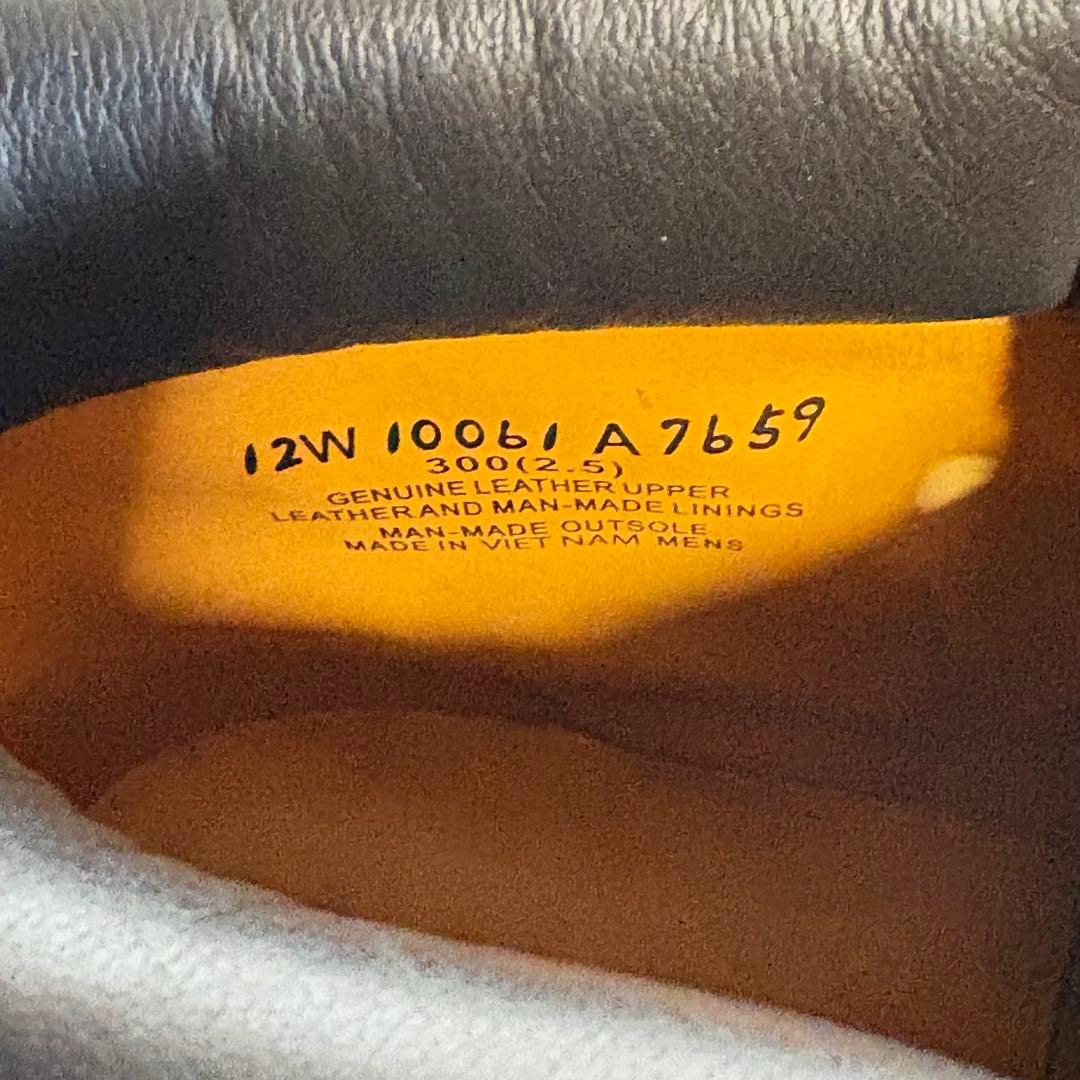 12W 10061 A 7659
300(2.5)
GENUINE LEATHER UPPER
LEATHER AND MAN-MADE LININGS
MAN-MADE OUTSOLE
MADE IN VIET NAM MENS